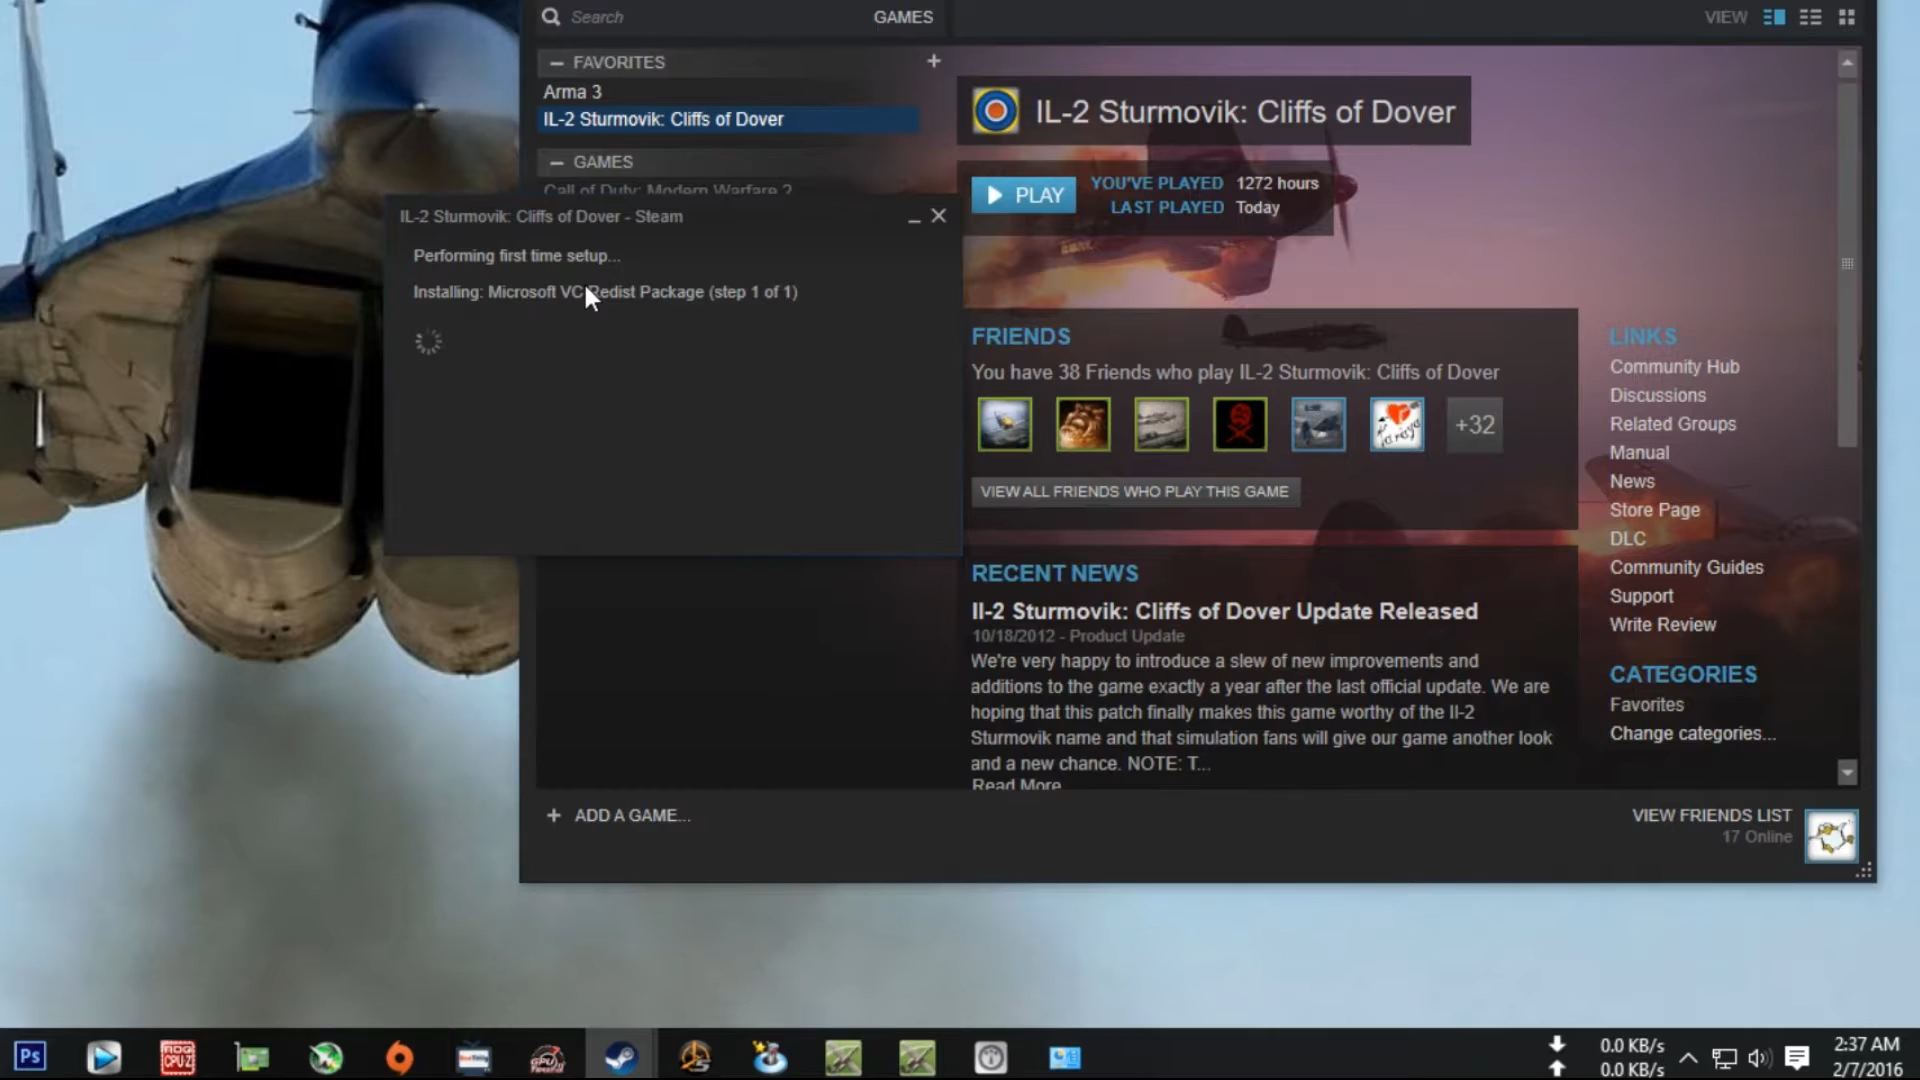 Search
GAMES
VIEW
FAVORITES
Arma 3
IL-2 Sturmovik: Cliffs of Dover
GAMES
Call of Duty: Modern Warfare 2
IL-2 Sturmovik: Cliffs of Dover - Steam
Performing first time setup...
Installing: Microsoft VC Redist Package (step 1 of 1)
IL-2 Sturmovik: Cliffs of Dover
PLAY
YOU'VE PLAYED 1272 hours
LAST PLAYED Today
FRIENDS
You have 38 Friends who play IL-2 Sturmovik: Cliffs of Dover
+32
VIEW ALL FRIENDS WHO PLAY THIS GAME
RECENT NEWS
Il-2 Sturmovik: Cliffs of Dover Update Released
10/18/2012 - Product Update
We're very happy to introduce a slew of new improvements and
additions to the game exactly a year after the last official update. We are
hoping that this patch finally makes this game worthy of the Il-2
Sturmovik name and that simulation fans will give our game another look
and a new chance. NOTE: T...
Read More
LINKS
Community Hub
Discussions
Related Groups
Manual
News
Store Page
DLC
Community Guides
Support
Write Review
CATEGORIES
Favorites
Change categories...
+ ADD A GAME...
VIEW FRIENDS LIST
17 Online
Ps
CPU-Z
0.0 KB/s
0.0 KB/s
2:37 AM
2/7/2016